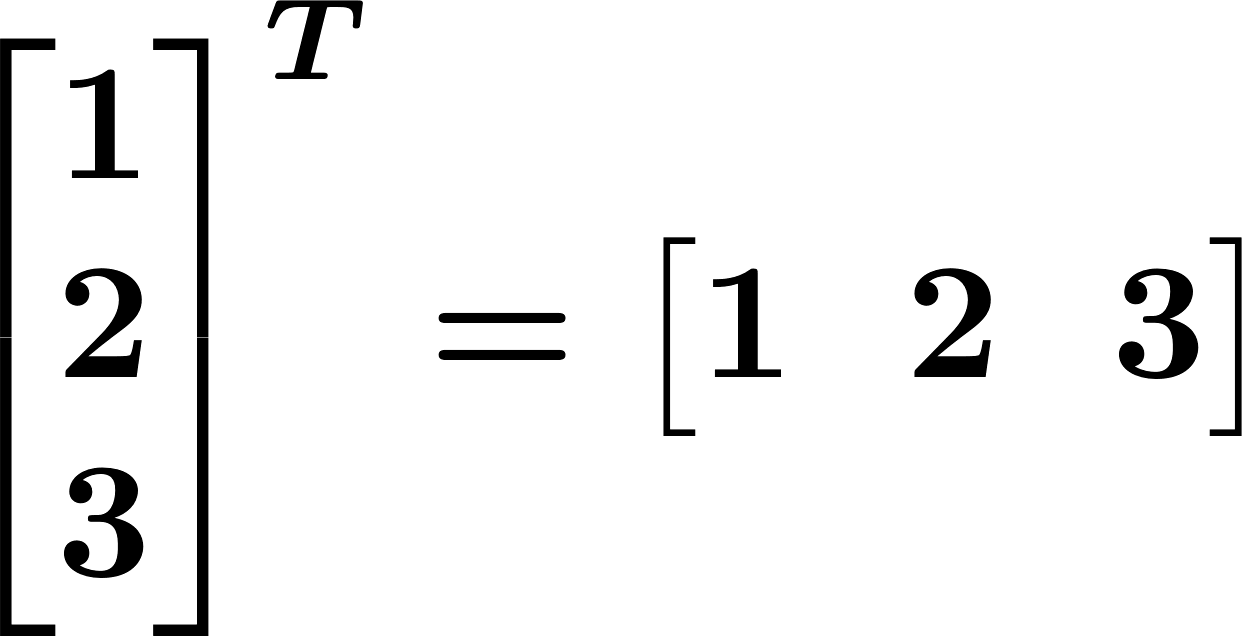 [1 2 3]^T = [1 2 3]